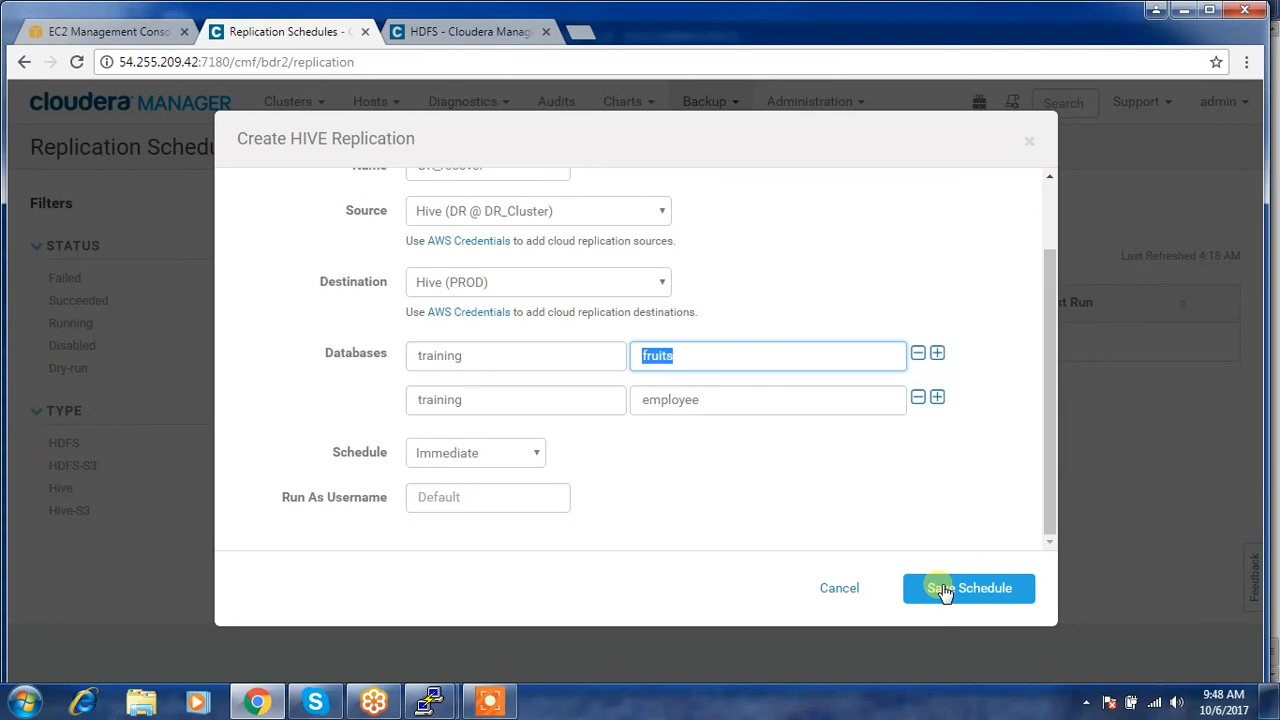 EC2 Management Conso
Replication Schedules - C
HDFS - Cloudera Manag
54.255.209.42:7180/cmf/bdr2/replication
cloudera MANAGER
Clusters
Hosts
Diagnostics
Audits
Charts
Backup
Administration
Search
Support
admin
Replication Schedu
Create HIVE Replication
Filters
STATUS
Failed
Succeeded
Running
Disabled
Dry-run
TYPE
HDFS
HDFS-S3
Hive
Hive-S3
Last Refreshed 4:18 AM
xt Run
Name
Source
Hive (DR @ DR_Cluster)
Use AWS Credentials to add cloud replication sources.
Destination
Hive (PROD)
Use AWS Credentials to add cloud replication destinations.
Databases
training
fruits
training
employee
Schedule
Immediate
Run As Username
Default
Cancel
Save Schedule
Feedback
9:48 AM
10/6/2017